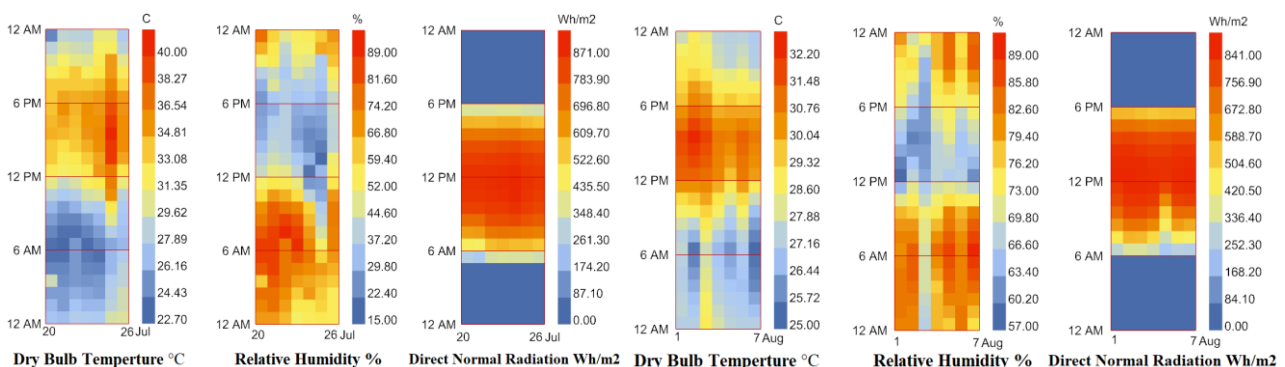 12 AM
6 PM
12 PM
6 AM
12 AM
20
26 Jul
C
40.00
38.27
36.54
34.81
33.08
31.35
29.62
27.89
26.16
24.43
22.70
Dry Bulb Temperture °C
12 AM
6 PM
12 PM
6 AM
12 AM
20
26 Jul
%
89.00
81.60
74.20
66.80
59.40
52.00
44.60
37.20
29.80
22.40
15.00
Relative Humidity %
12 AM
6 PM
12 PM
6 AM
12 AM
20
26 Jul
Wh/m2
871.00
783.90
696.80
609.70
522.60
435.50
348.40
261.30
174.20
87.10
0.00
Direct Normal Radiation Wh/m2
12 AM
6 PM
12 PM
6 AM
12 AM
1
7 Aug
C
32.20
31.48
30.76
30.04
29.32
28.60
27.88
27.16
26.44
25.72
25.00
Dry Bulb Temperture °C
12 AM
6 PM
12 PM
6 AM
12 AM
1
7 Aug
%
89.00
85.80
82.60
79.40
76.20
73.00
69.80
66.60
63.40
60.20
57.00
Relative Humidity %
12 AM
6 PM
12 PM
6 AM
12 AM
1
7 Aug
Wh/m2
841.00
756.90
672.80
588.70
504.60
420.50
336.40
252.30
168.20
84.10
0.00
Direct Normal Radiation Wh/m2